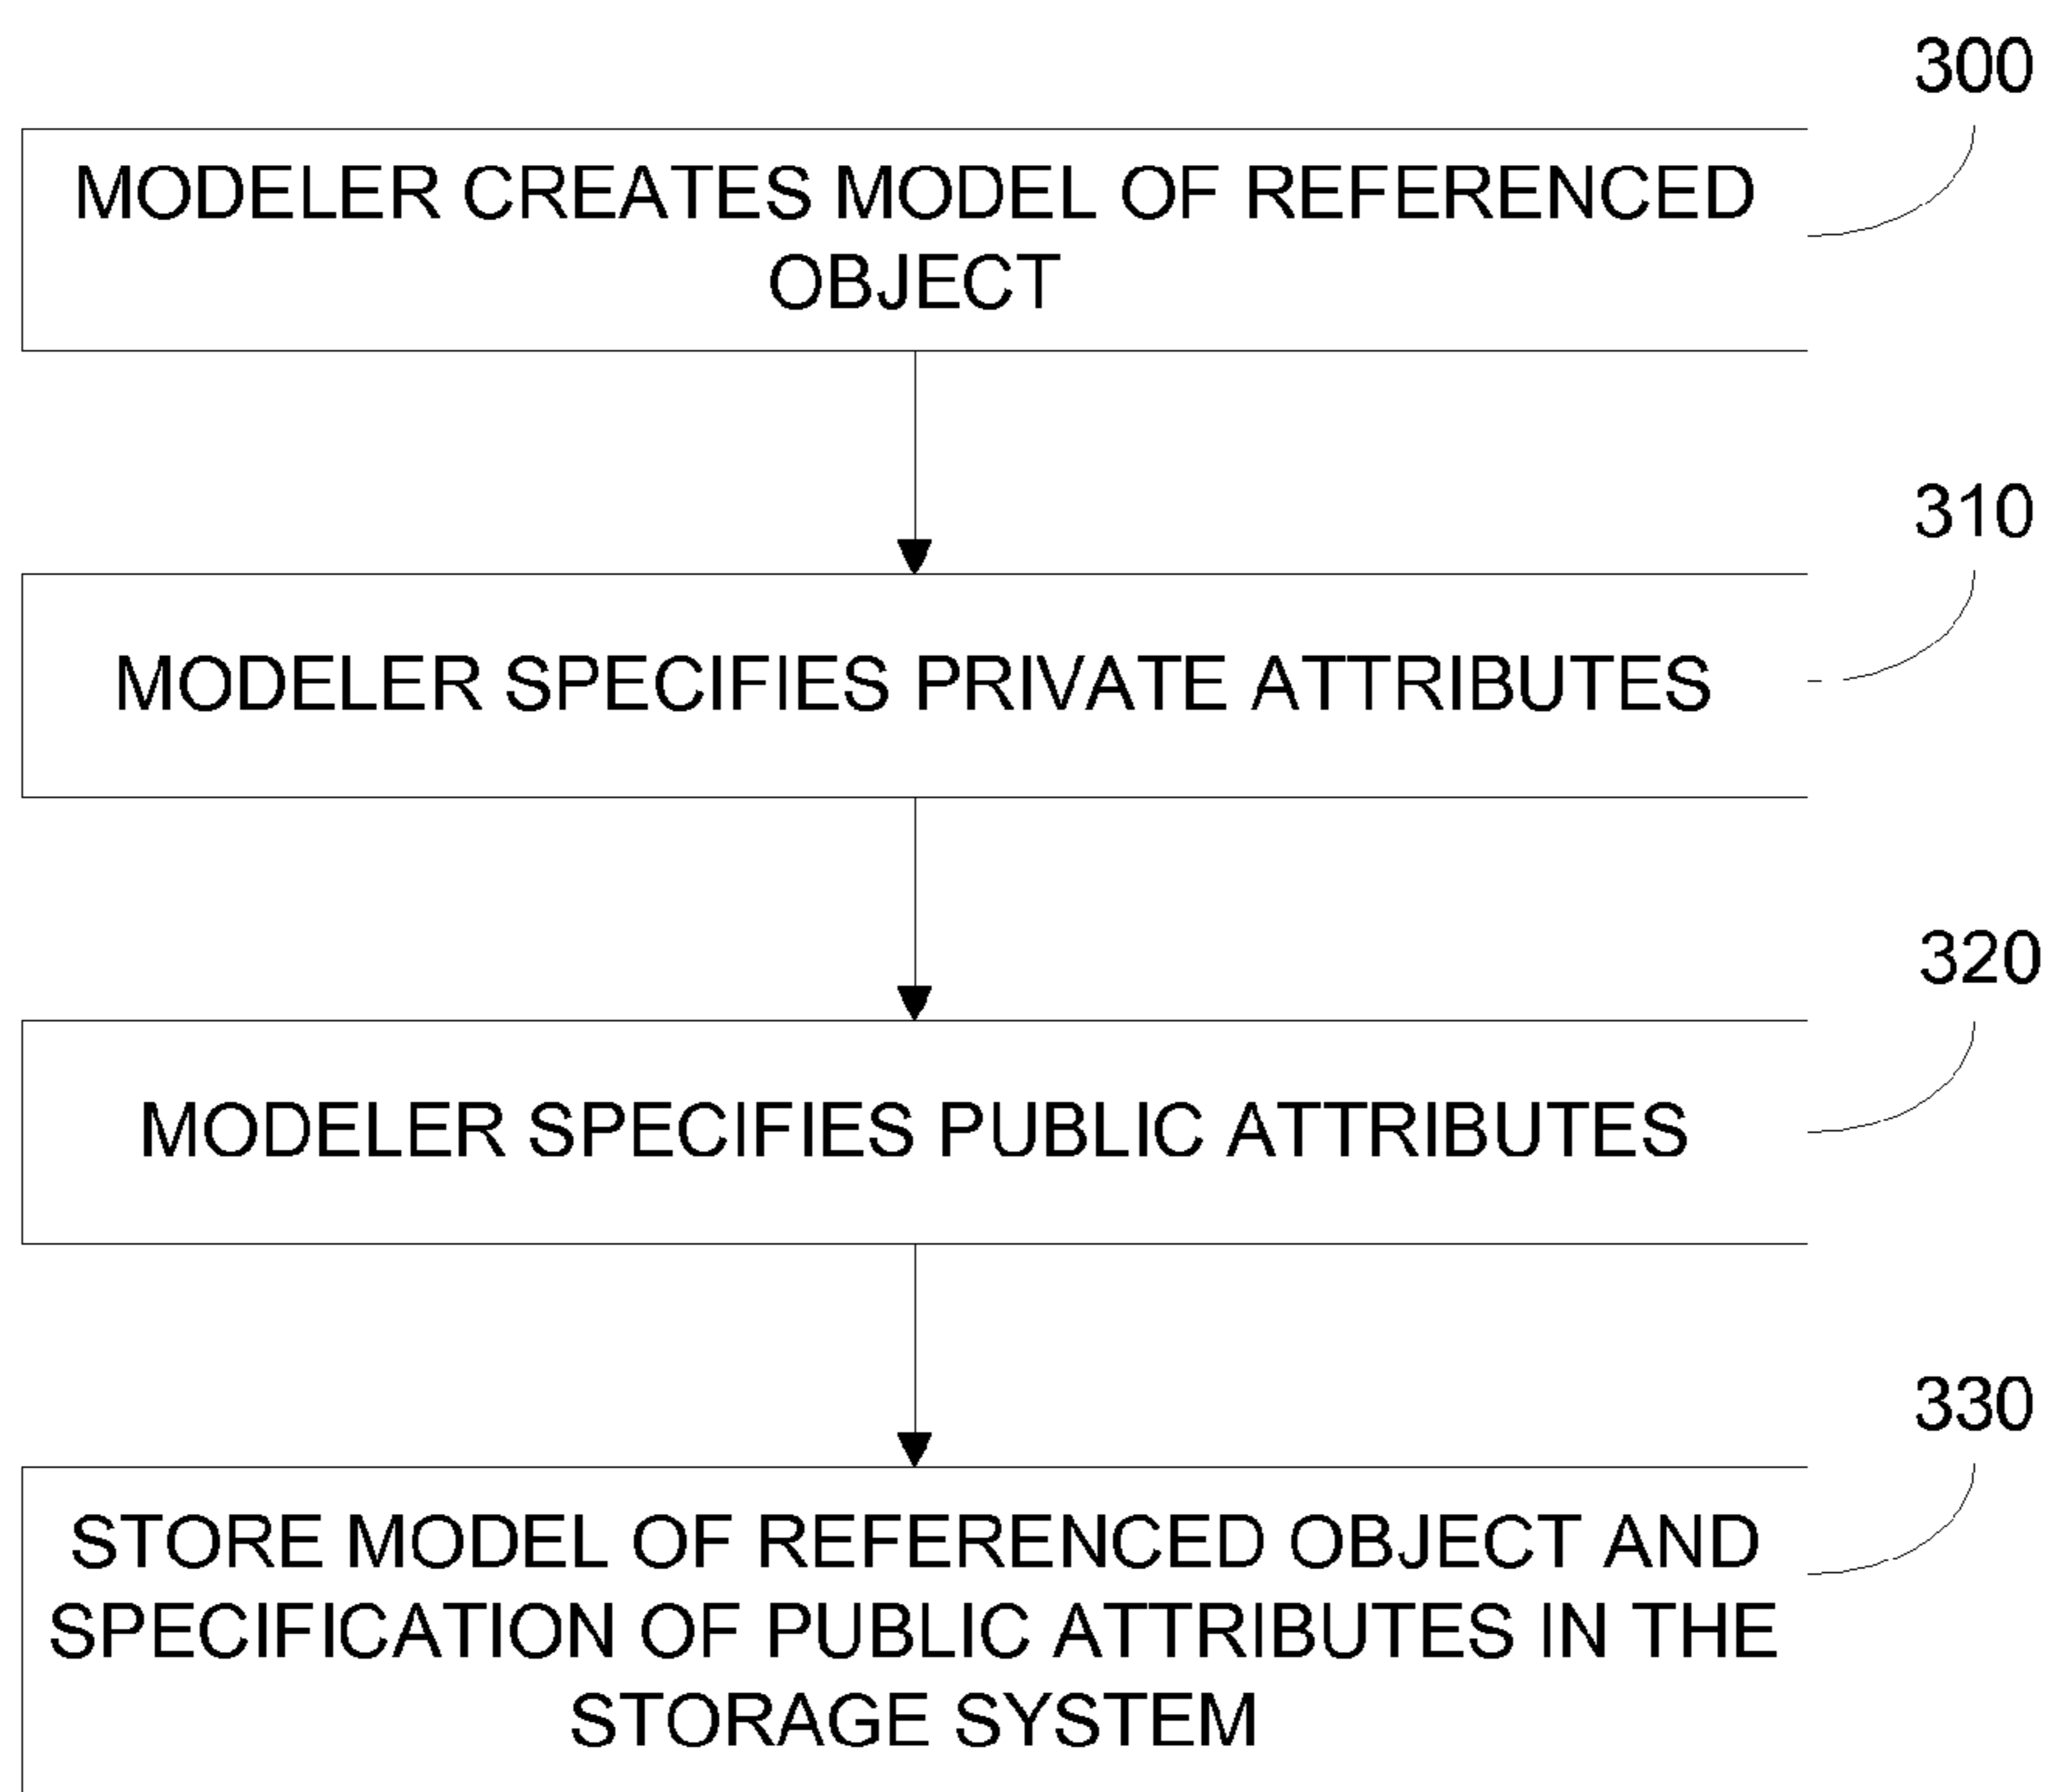 300
MODELER CREATES MODEL OF REFERENCED
OBJECT
310
MODELER SPECIFIES PRIVATE ATTRIBUTES
320
MODELER SPECIFIES PUBLIC ATTRIBUTES
330
STORE MODEL OF REFERENCED OBJECT AND
SPECIFICATION OF PUBLIC ATTRIBUTES IN THE
STORAGE SYSTEM